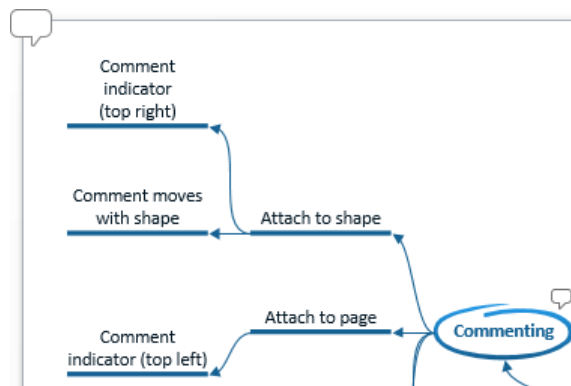 Comment
indicator
(top right)
Comment moves
with shape
Attach to shape
Attach to page
Commenting
Comment
indicator (top left)